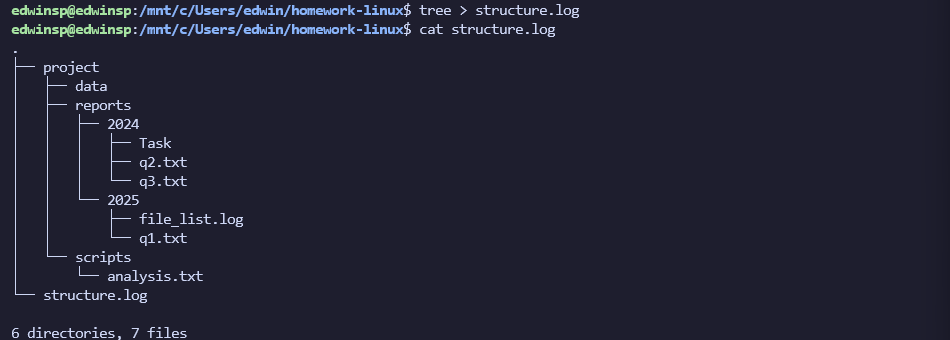 edwinsp@edwinsp:/mnt/c/Users/edwin/homework-linux$ tree > structure.log
edwinsp@edwinsp:/mnt/c/Users/edwin/homework-linux$ cat structure.log
.
├── project
│   ├── data
│   ├── reports
│   │   ├── 2024
│   │   │   ├── Task
│   │   │   ├── q2.txt
│   │   │   └── q3.txt
│   │   └── 2025
│   │       ├── file_list.log
│   │       └── q1.txt
│   └── scripts
│       └── analysis.txt
└── structure.log

6 directories, 7 files